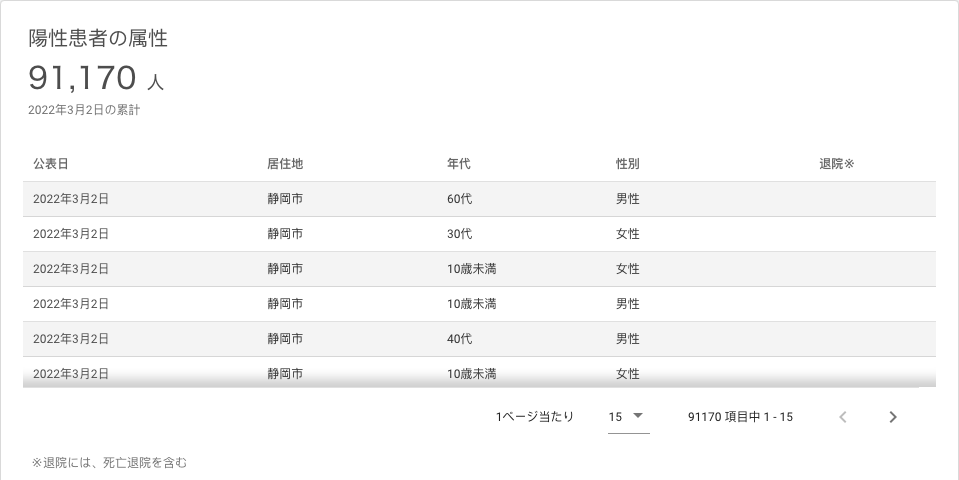 陽性患者の属性
91,170 人
2022年3月2日の累計
公表日 居住地 年代 性別 退院※
2022年3月2日 静岡市 60代 男性
2022年3月2日 静岡市 30代 女性
2022年3月2日 静岡市 10歳未満 女性
2022年3月2日 静岡市 10歳未満 男性
2022年3月2日 静岡市 40代 男性
2022年3月2日 静岡市 10歳未満 女性
1ページ当たり 15 91170 項目中 1 - 15
※退院には、死亡退院を含む